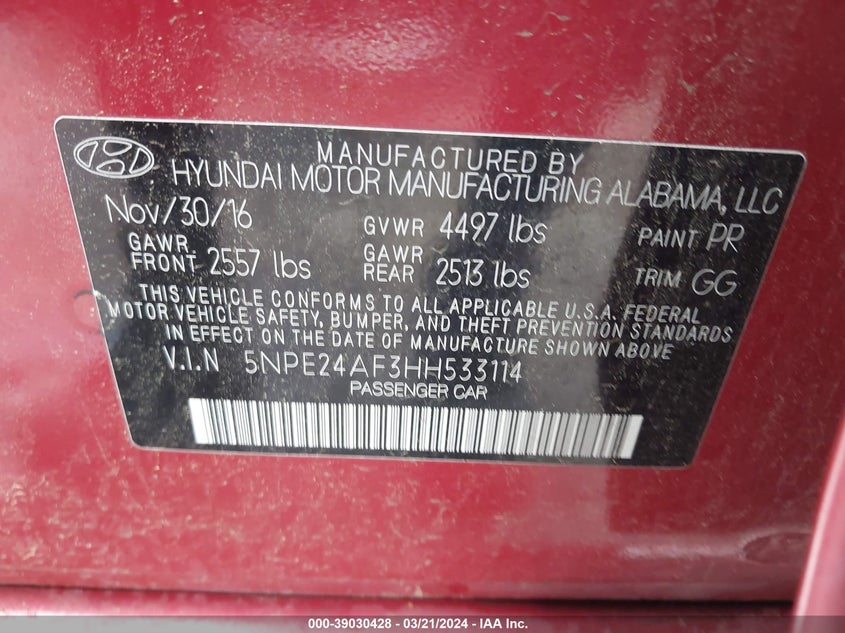 MANUFACTURED BY
HYUNDAI MOTOR MANUFACTURING ALABAMA, LLC
Nov/30/16 GVWR 4497 lbs PAINT PR
GAWR FRONT 2557 lbs GAWR REAR 2513 lbs TRIM GG
THIS VEHICLE CONFORMS TO ALL APPLICABLE U.S.A. FEDERAL
MOTOR VEHICLE SAFETY, BUMPER, AND THEFT PREVENTION STANDARDS
IN EFFECT ON THE DATE OF MANUFACTURE SHOWN ABOVE
V.I.N 5NPE24AF3HH533114
PASSENGER CAR
000-39030428 - 03/21/2024 - IAA Inc.